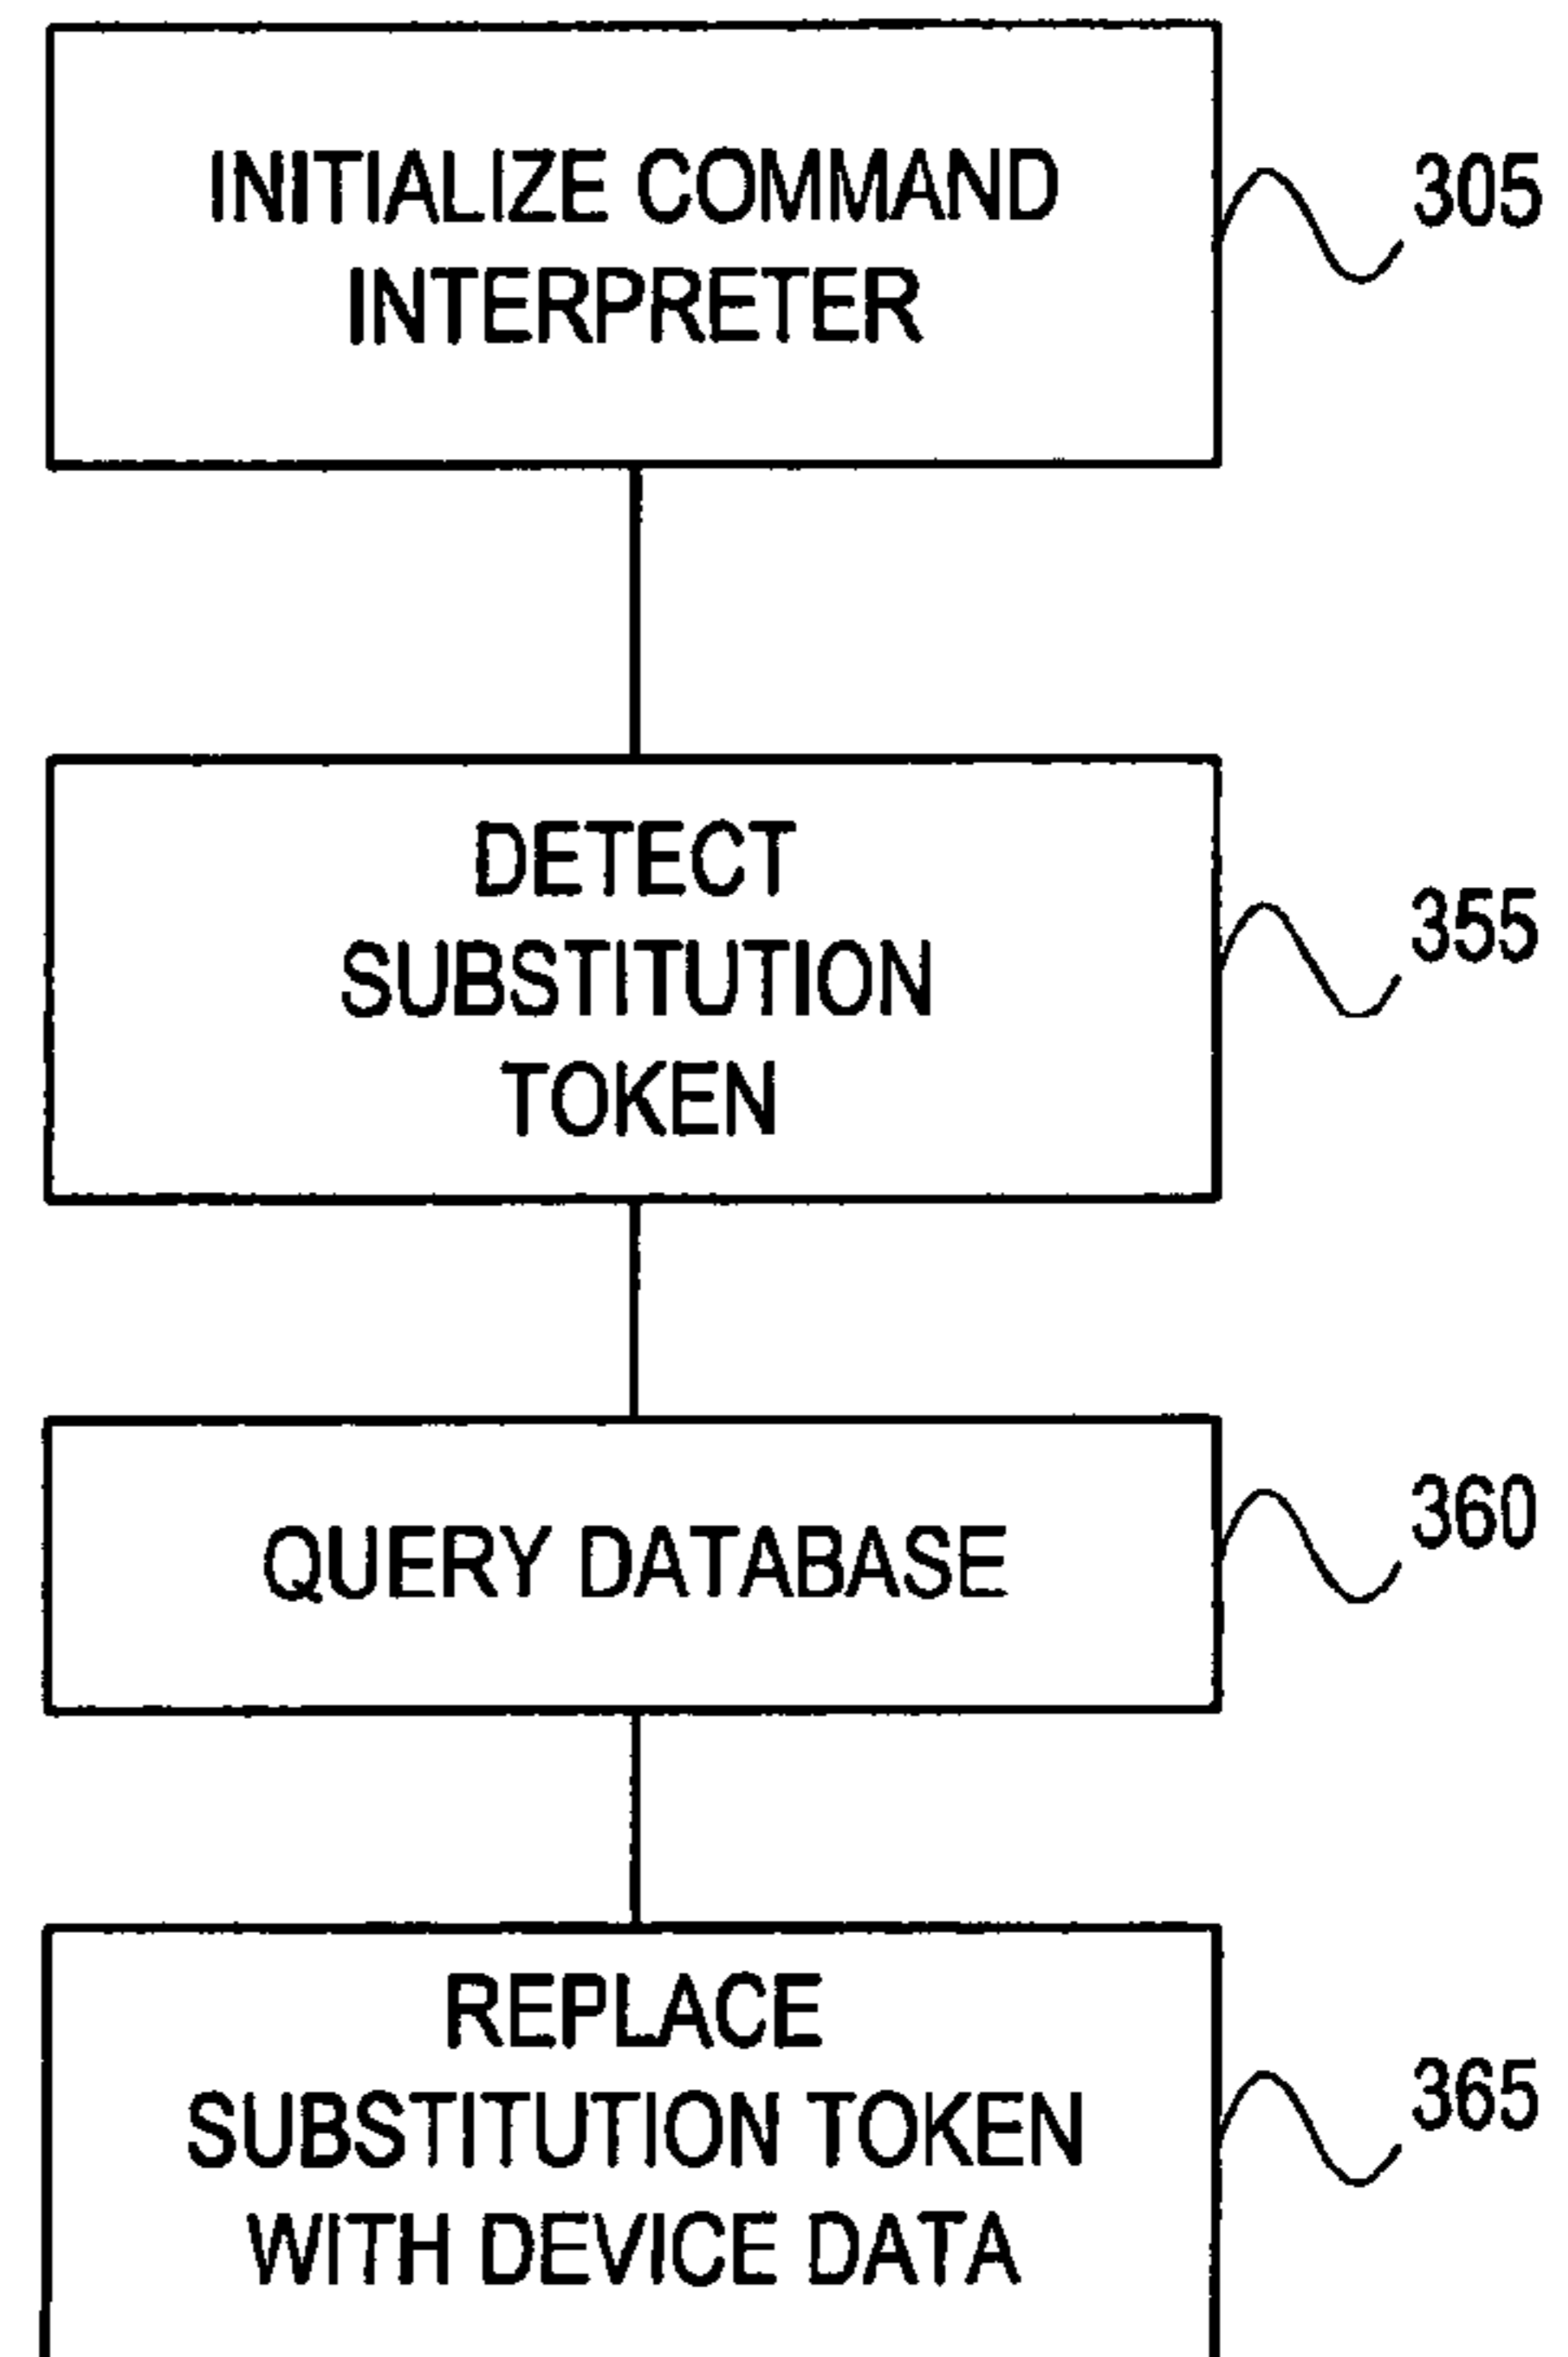 INITIALIZE COMMAND
INTERPRETER
305
DETECT
SUBSTITUTION
TOKEN
355
QUERY DATABASE
360
REPLACE
SUBSTITUTION TOKEN
WITH DEVICE DATA
365